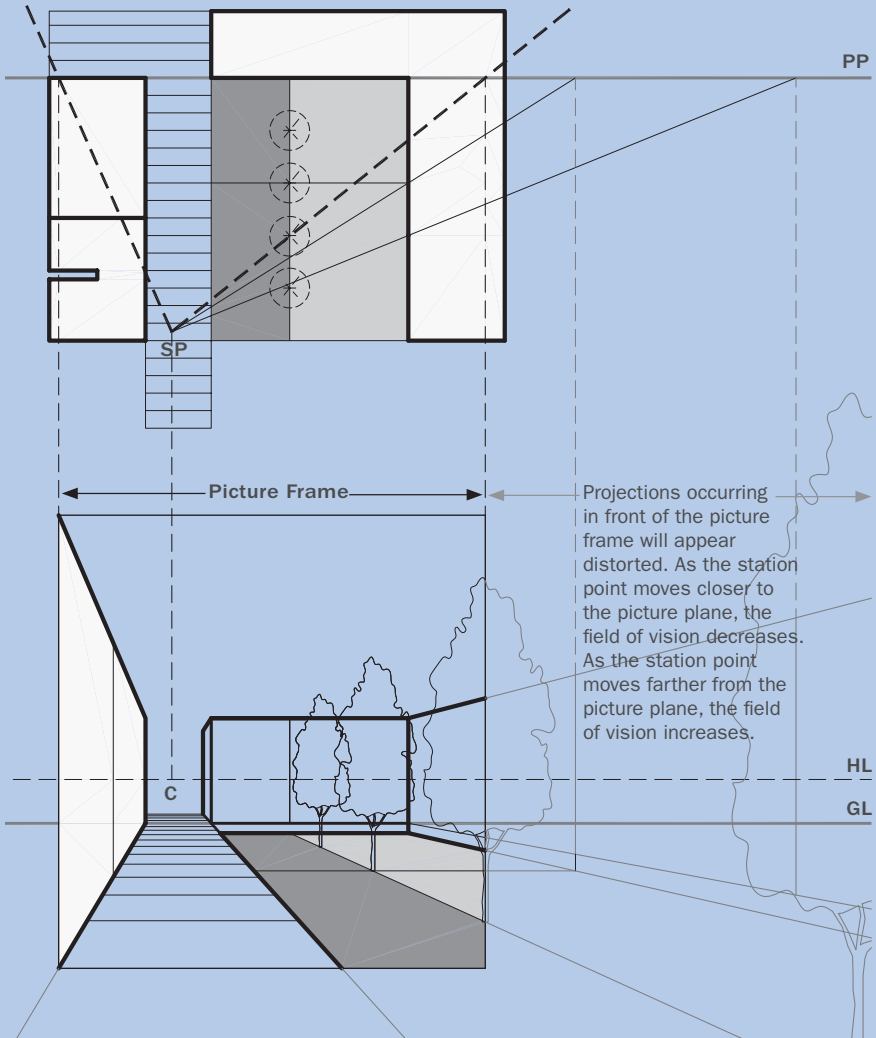 PP
SP
Picture Frame
Projections occurring
in front of the picture
frame will appear
distorted. As the station
point moves closer to
the picture plane, the
field of vision decreases.
As the station point
moves farther from the
picture plane, the field
of vision increases.
HL
C
GL